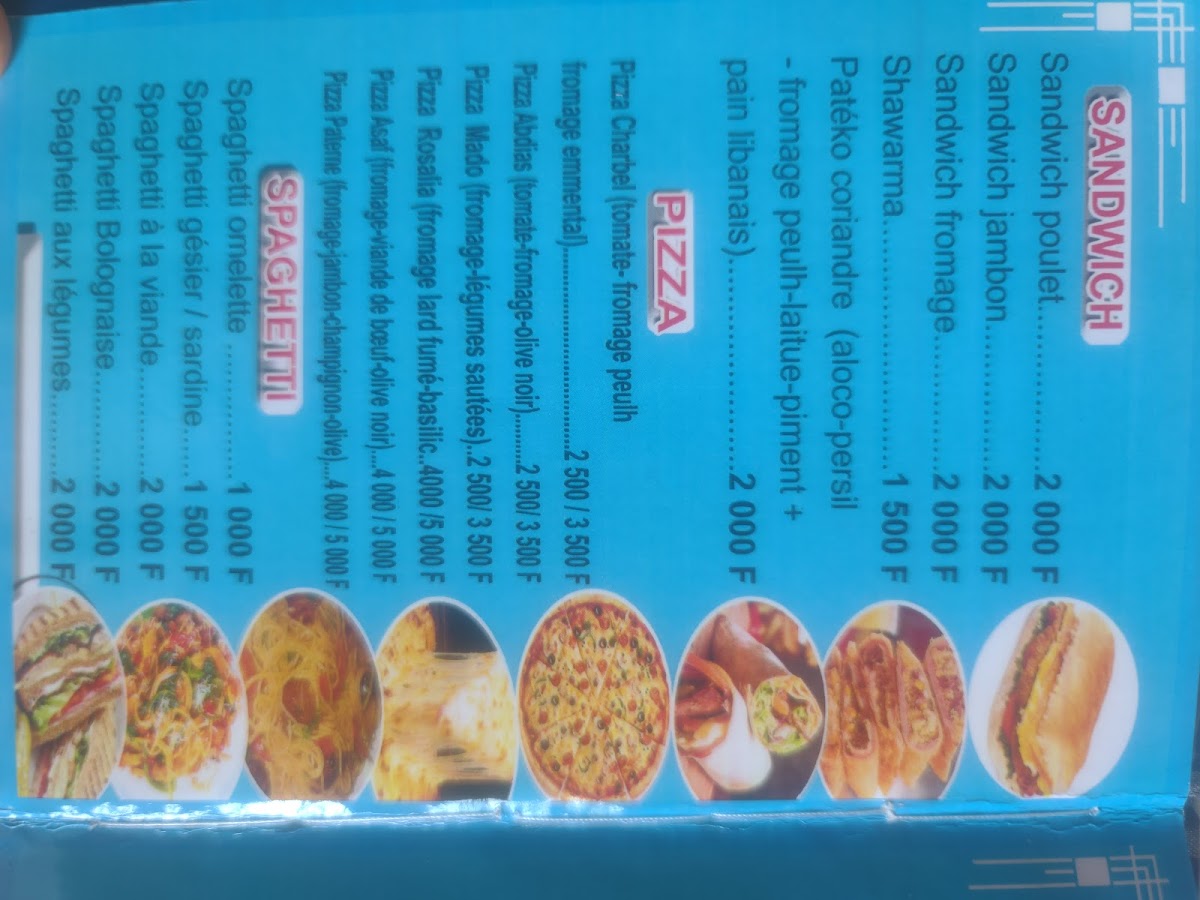 SANDWICH
Sandwich poulet....................2 000 F
Sandwich jambon................2 000 F
Sandwich fromage..............2 000 F
Shawarma............................1 500 F
Patéko coriandre (aloco-persil
- fromage peulh-laitue-piment +
pain libanais)........................2 000 F
PIZZA
Pizza Charbel (tomate- fromage peulh
fromage emmental)..............................2 500 / 3 500 F
Pizza Abdias (tomate-fromage-olive noir)........2 500/ 3 500 F
Pizza Mado (fromage-légumes sautées)..2 500/ 3 500 F
Pizza Rosalia (fromage lard fumé-basilic..4000 /5 000 F
Pizza Asaf (fromage-viande de bœuf-olive noir)....4 000 / 5 000 F
Pizza Paterne (fromage-jambon-champignon-olive)....4 000 / 5 000 F
SPAGHETTI
Spaghetti omelette ...............1 000 F
Spaghetti gésier / sardine.....1 500 F
Spaghetti à la viande............2 000 F
Spaghetti Bolognaise............2 000 F
Spaghetti aux légumes..........2 000 F